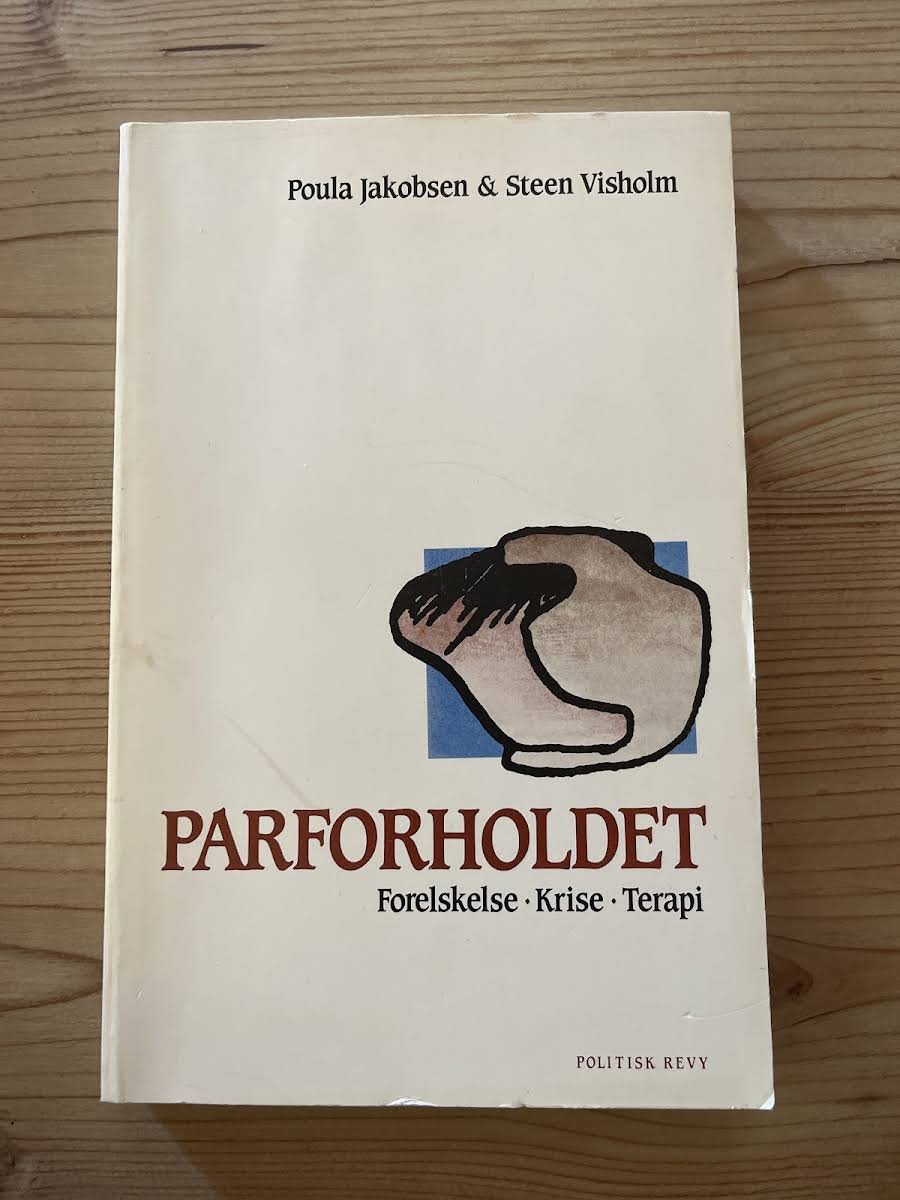 Poula Jakobsen & Steen Visholm
PARFORHOLDET
Forelskelse · Krise · Terapi
POLITISK REVY